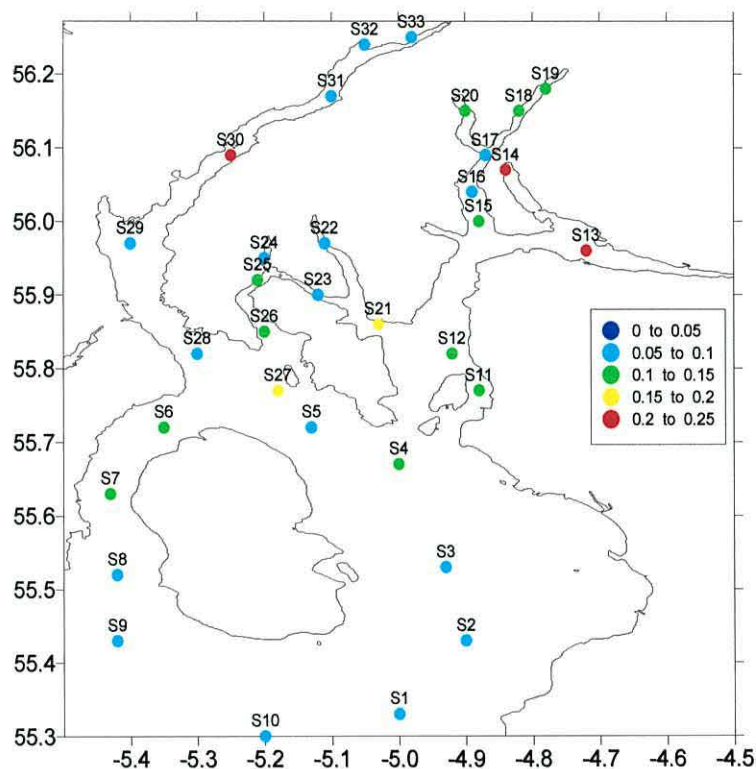 S33
S32
56.2
S31
S19
S20
S18
56.1
S30
S17
S14
S16
56.0
S15
S29
S22
S13
S24
S25
55.9
S23
S21
S26
0 to 0.05
S12
0.05 to 0.1
55.8
S28
0.1 to 0.15
S27
S11
0.15 to 0.2
S6
S5
0.2 to 0.25
55.7
S4
S7
55.6
S3
S8
55.5
S9
S2
55.4
S1
S10
55.3
-5.4 -5.3 -5.2 -5.1 -5.0 -4.9 -4.8 -4.7 -4.6 -4.5